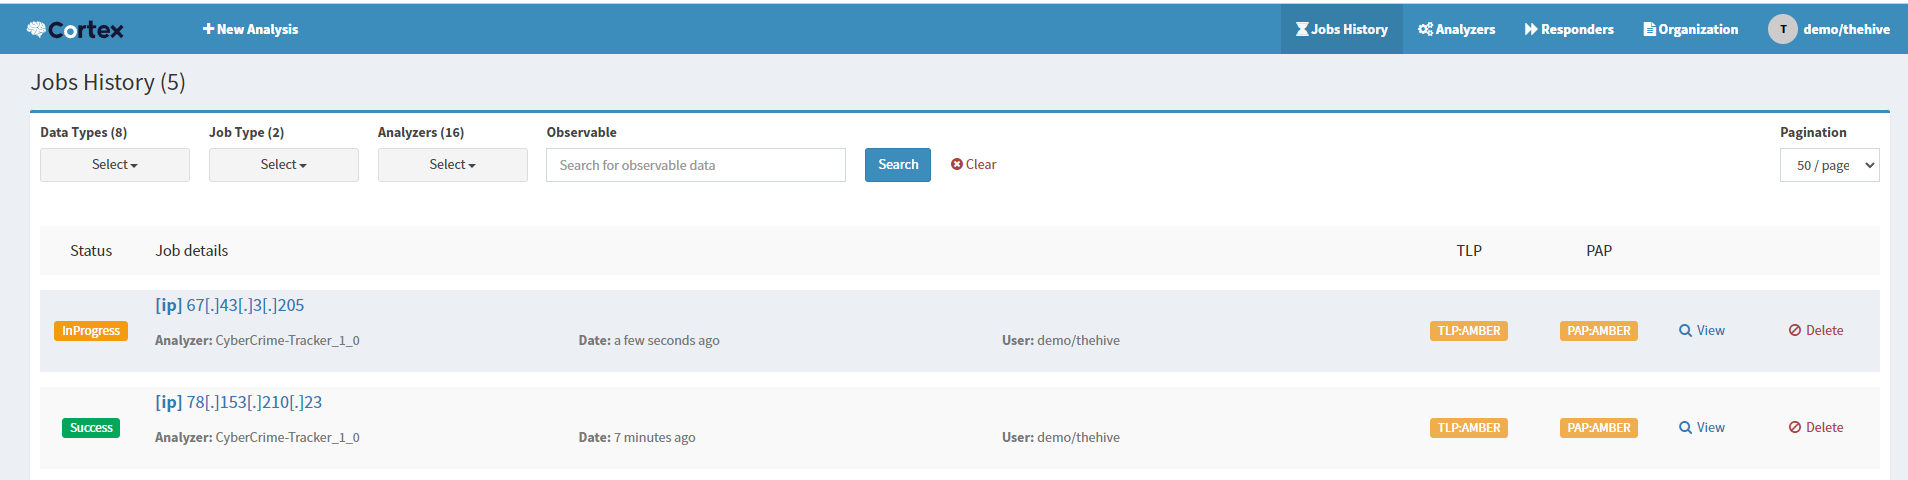 Cortex New Analysis Jobs History Analyzers Responders Organization T demo/thehive
Jobs History (5)
Data Types (8) Job Type (2) Analyzers (16) Observable Pagination
Select Select Select Search for observable data Search Clear 50 / page
Status Job details TLP PAP
[ip] 67[.]43[.]3[.]205
InProgress Analyzer: CyberCrime-Tracker_1_0 Date: a few seconds ago User: demo/thehive TLP:AMBER PAP:AMBER View Delete
[ip] 78[.]153[.]210[.]23
Success Analyzer: CyberCrime-Tracker_1_0 Date: 7 minutes ago User: demo/thehive TLP:AMBER PAP:AMBER View Delete